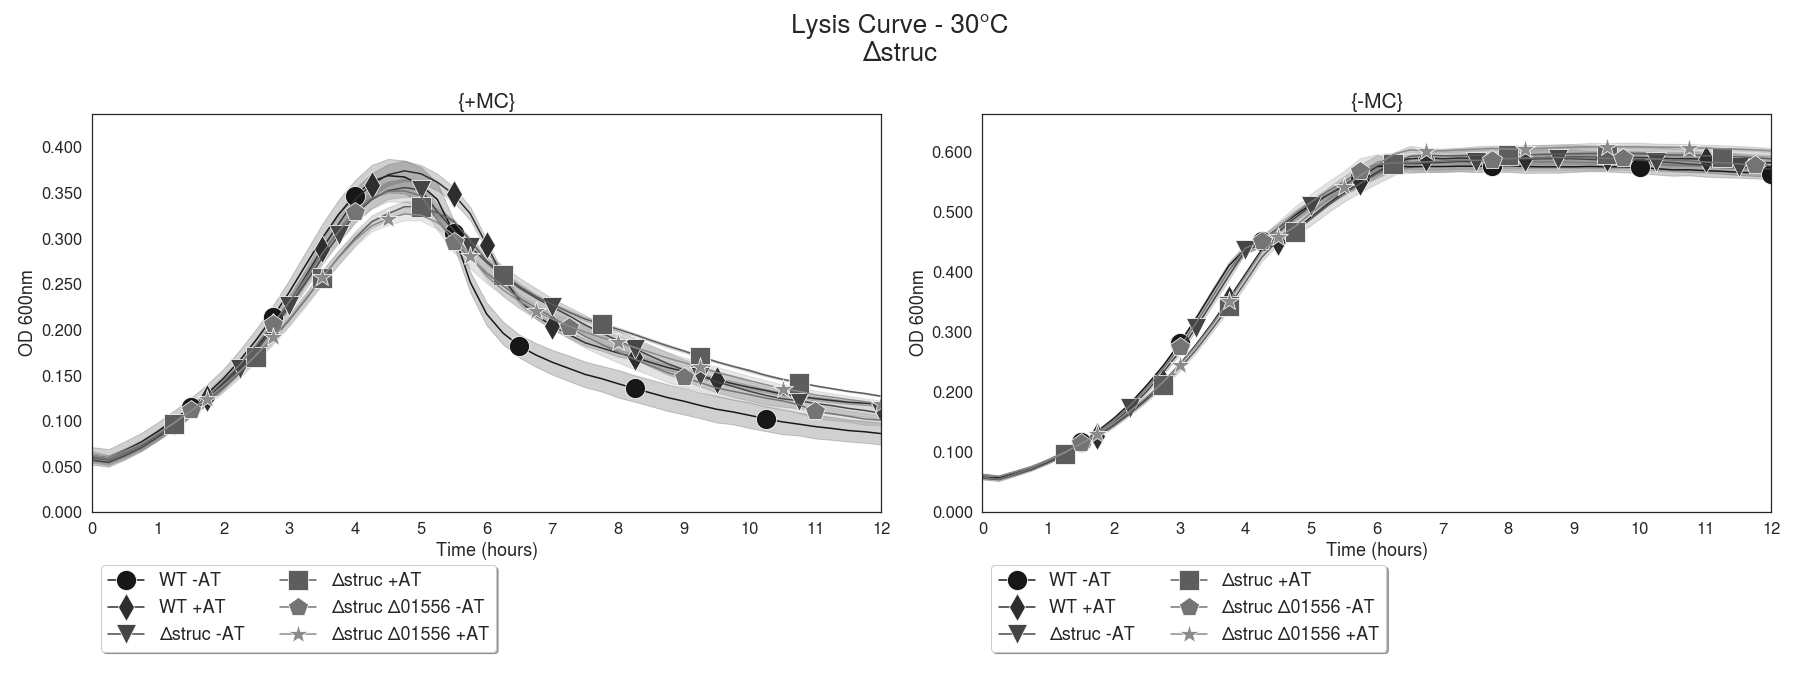 Lysis Curve - 30°C
Δstruc
{+MC}
0.400
0.350
0.300
0.250
0.200
0.150
0.100
0.050
0.000
OD 600nm
0 1 2 3 4 5 6 7 8 9 10 11 12
Time (hours)
WT -AT
WT +AT
Δstruc -AT
Δstruc +AT
Δstruc Δ01556 -AT
Δstruc Δ01556 +AT
{-MC}
0.600
0.500
0.400
0.300
0.200
0.100
0.000
OD 600nm
0 1 2 3 4 5 6 7 8 9 10 11 12
Time (hours)
WT -AT
WT +AT
Δstruc -AT
Δstruc +AT
Δstruc Δ01556 -AT
Δstruc Δ01556 +AT